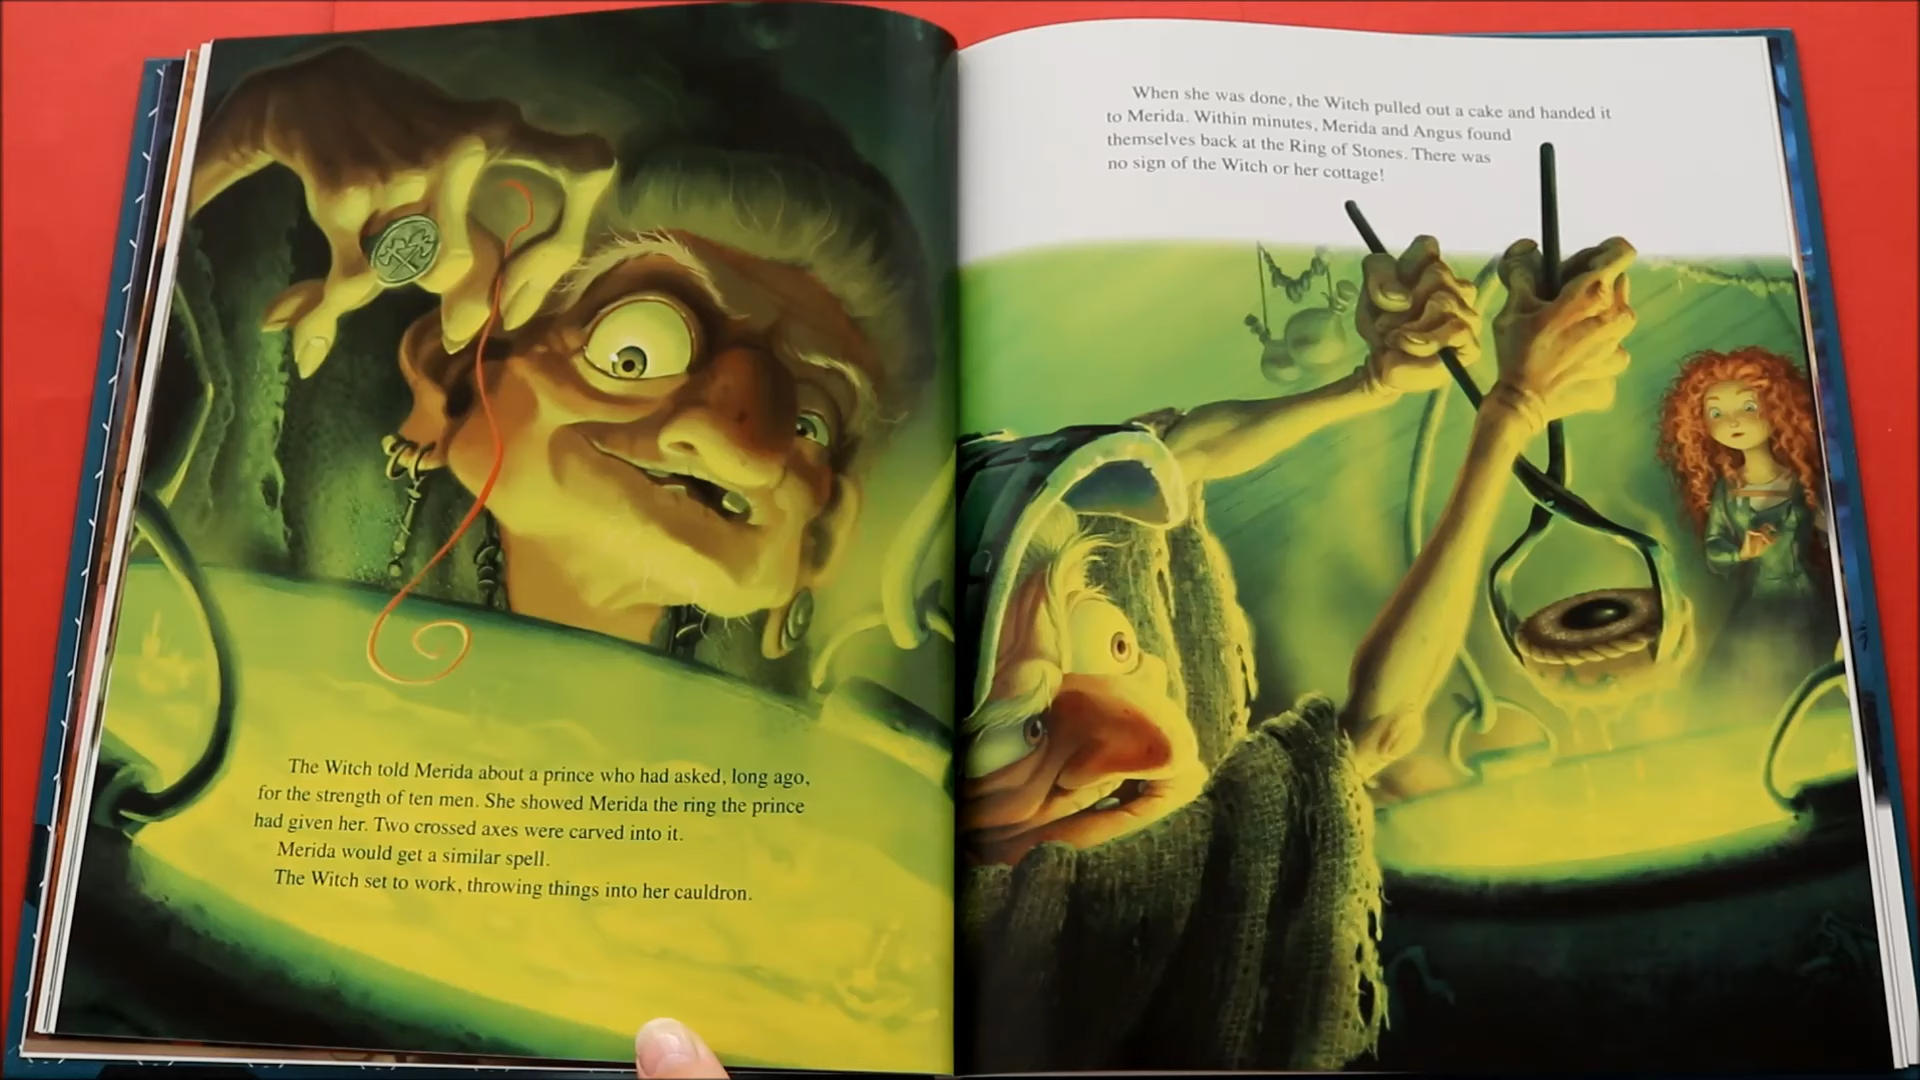 The Witch told Merida about a prince who had asked, long ago,
for the strength of ten men. She showed Merida the ring the prince
had given her. Two crossed axes were carved into it.
Merida would get a similar spell.
The Witch set to work, throwing things into her cauldron.
When she was done, the Witch pulled out a cake and handed it
to Merida. Within minutes, Merida and Angus found
themselves back at the Ring of Stones. There was
no sign of the Witch or her cottage!